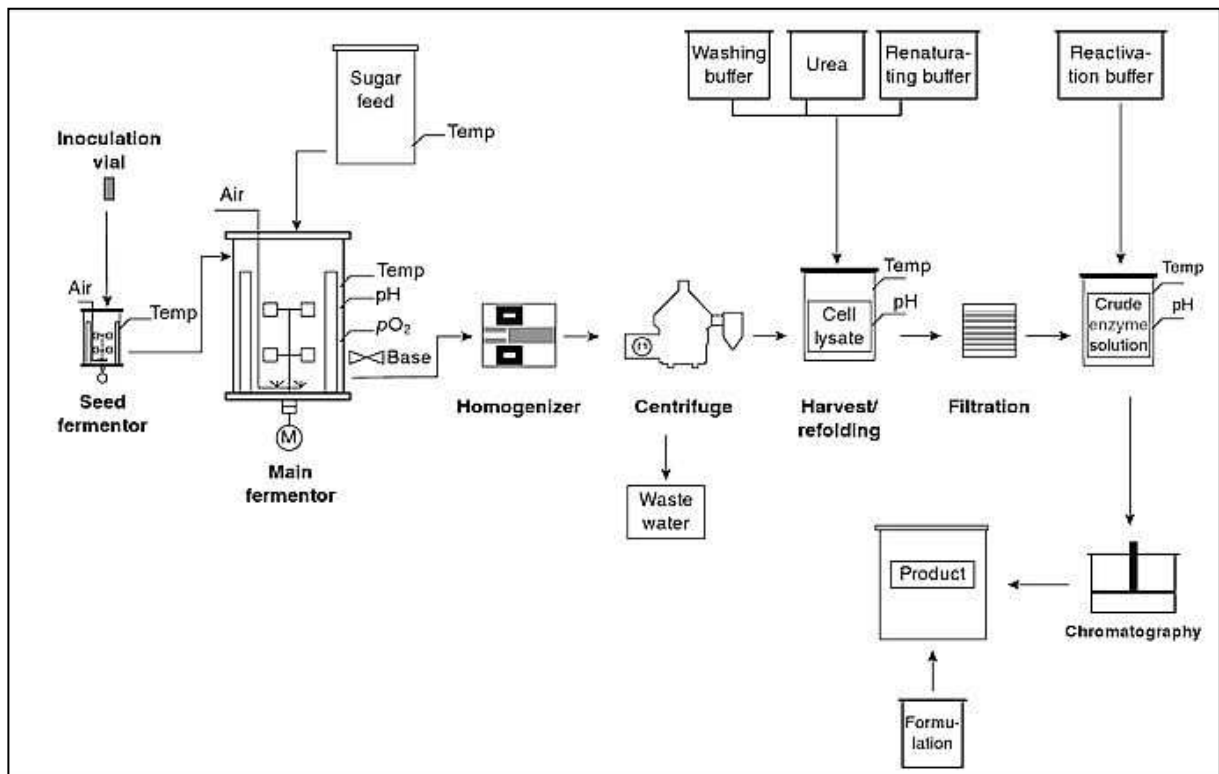 Washing
buffer
Urea
Renatura-
ting buffer
Reactiva-
tion buffer
Sugar
feed
Temp
Inoculation
vial
Air
Air
Temp
Temp
pH
pO₂
Base
Temp
pH
Cell
lysate
Temp
pH
Crude
enzyme
solution
Seed
fermentor
M
Main
fermentor
Homogenizer
Centrifuge
Harvest/
refolding
Filtration
Waste
water
Product
Chromatography
Formu-
lation